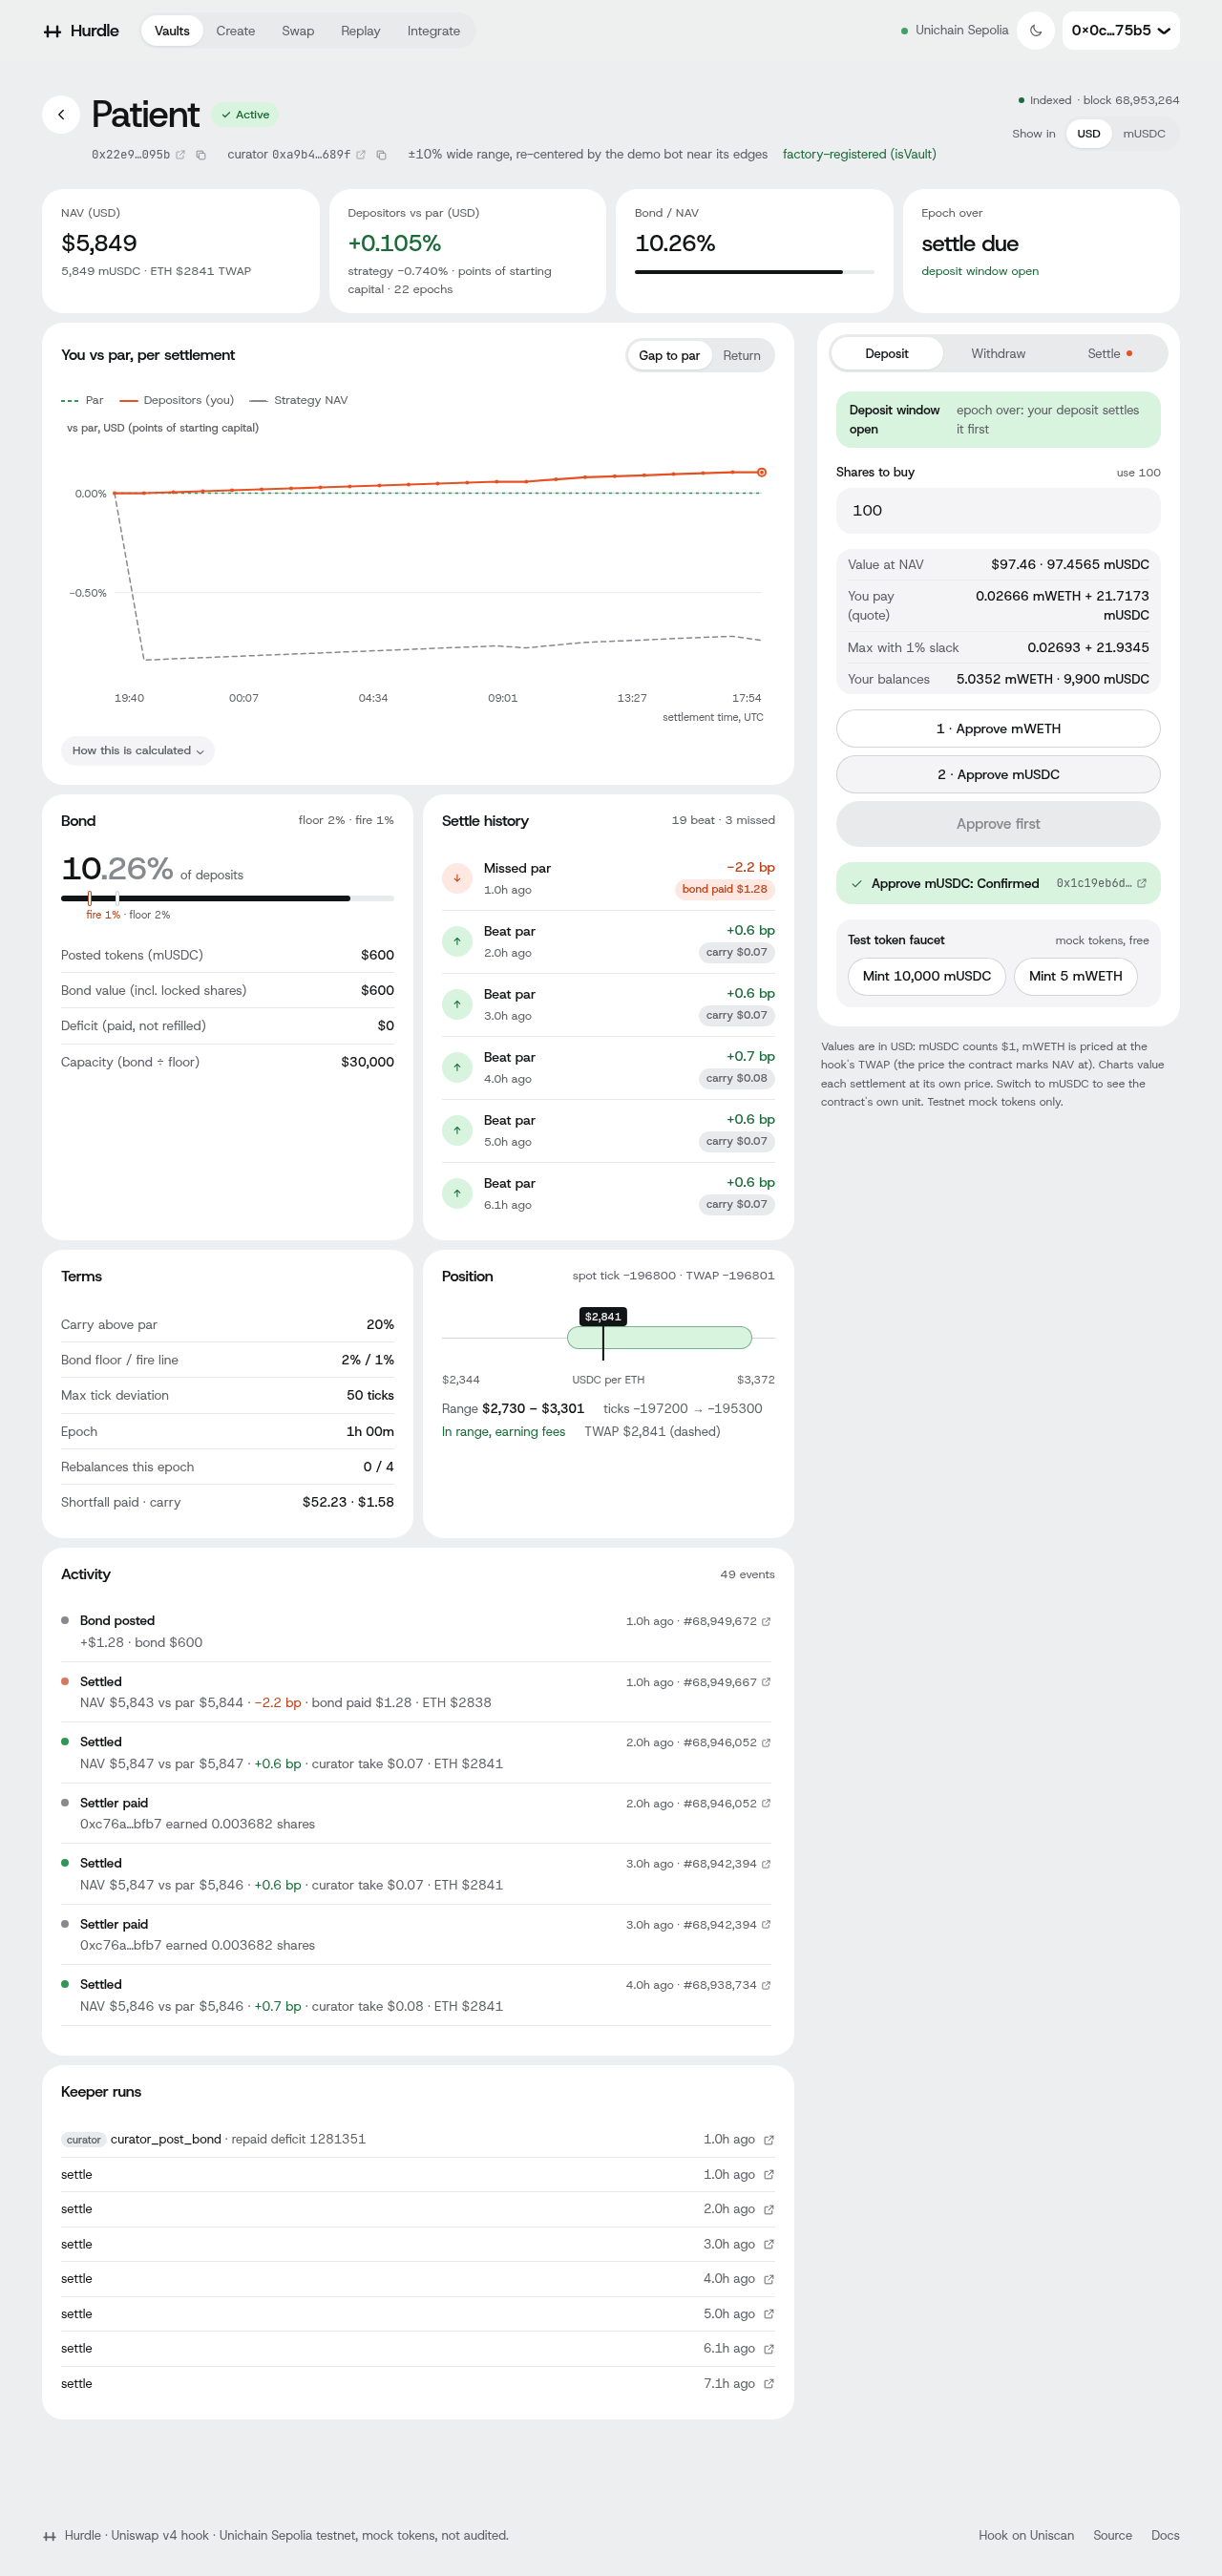 Hurdle Vaults Create Swap Replay Integrate Unichain Sepolia 0×0c…75b5
Patient Active
Indexed · block 68,953,264
Show in USD mUSDC
0x22e9…095b curator 0xa9b4…689f ±10% wide range, re-centered by the demo bot near its edges factory-registered (isVault)
NAV (USD)
$5,849
5,849 mUSDC · ETH $2841 TWAP
Depositors vs par (USD)
+0.105%
strategy −0.740% · points of starting
capital · 22 epochs
Bond / NAV
10.26%
Epoch over
settle due
deposit window open
You vs par, per settlement
Gap to par Return
Par Depositors (you) Strategy NAV
vs par, USD (points of starting capital)
0.00%
−0.50%
19:40 00:07 04:34 09:01 13:27 17:54
settlement time, UTC
How this is calculated
Deposit Withdraw Settle
Deposit window
open
epoch over: your deposit settles
it first
Shares to buy use 100
100
Value at NAV $97.46 · 97.4565 mUSDC
You pay
(quote)
0.02666 mWETH + 21.7173
mUSDC
Max with 1% slack 0.02693 + 21.9345
Your balances 5.0352 mWETH · 9,900 mUSDC
1 · Approve mWETH
2 · Approve mUSDC
Approve first
Approve mUSDC: Confirmed 0x1c19eb6d…
Test token faucet mock tokens, free
Mint 10,000 mUSDC Mint 5 mWETH
Values are in USD: mUSDC counts $1, mWETH is priced at the
hook's TWAP (the price the contract marks NAV at). Charts value
each settlement at its own price. Switch to mUSDC to see the
contract's own unit. Testnet mock tokens only.
Bond floor 2% · fire 1%
10.26% of deposits
fire 1% · floor 2%
Posted tokens (mUSDC) $600
Bond value (incl. locked shares) $600
Deficit (paid, not refilled) $0
Capacity (bond ÷ floor) $30,000
Settle history 19 beat · 3 missed
Missed par −2.2 bp
1.0h ago bond paid $1.28
Beat par +0.6 bp
2.0h ago carry $0.07
Beat par +0.6 bp
3.0h ago carry $0.07
Beat par +0.7 bp
4.0h ago carry $0.08
Beat par +0.6 bp
5.0h ago carry $0.07
Beat par +0.6 bp
6.1h ago carry $0.07
Terms
Carry above par 20%
Bond floor / fire line 2% / 1%
Max tick deviation 50 ticks
Epoch 1h 00m
Rebalances this epoch 0 / 4
Shortfall paid · carry $52.23 · $1.58
Position spot tick −196800 · TWAP −196801
$2,841
$2,344 USDC per ETH $3,372
Range $2,730 – $3,301 ticks −197200 → −195300
In range, earning fees TWAP $2,841 (dashed)
Activity 49 events
Bond posted 1.0h ago · #68,949,672
+$1.28 · bond $600
Settled 1.0h ago · #68,949,667
NAV $5,843 vs par $5,844 · −2.2 bp · bond paid $1.28 · ETH $2838
Settled 2.0h ago · #68,946,052
NAV $5,847 vs par $5,847 · +0.6 bp · curator take $0.07 · ETH $2841
Settler paid 2.0h ago · #68,946,052
0xc76a…bfb7 earned 0.003682 shares
Settled 3.0h ago · #68,942,394
NAV $5,847 vs par $5,846 · +0.6 bp · curator take $0.07 · ETH $2841
Settler paid 3.0h ago · #68,942,394
0xc76a…bfb7 earned 0.003682 shares
Settled 4.0h ago · #68,938,734
NAV $5,846 vs par $5,846 · +0.7 bp · curator take $0.08 · ETH $2841
Keeper runs
curator curator_post_bond · repaid deficit 1281351 1.0h ago
settle 1.0h ago
settle 2.0h ago
settle 3.0h ago
settle 4.0h ago
settle 5.0h ago
settle 6.1h ago
settle 7.1h ago
Hurdle · Uniswap v4 hook · Unichain Sepolia testnet, mock tokens, not audited. Hook on Uniscan Source Docs